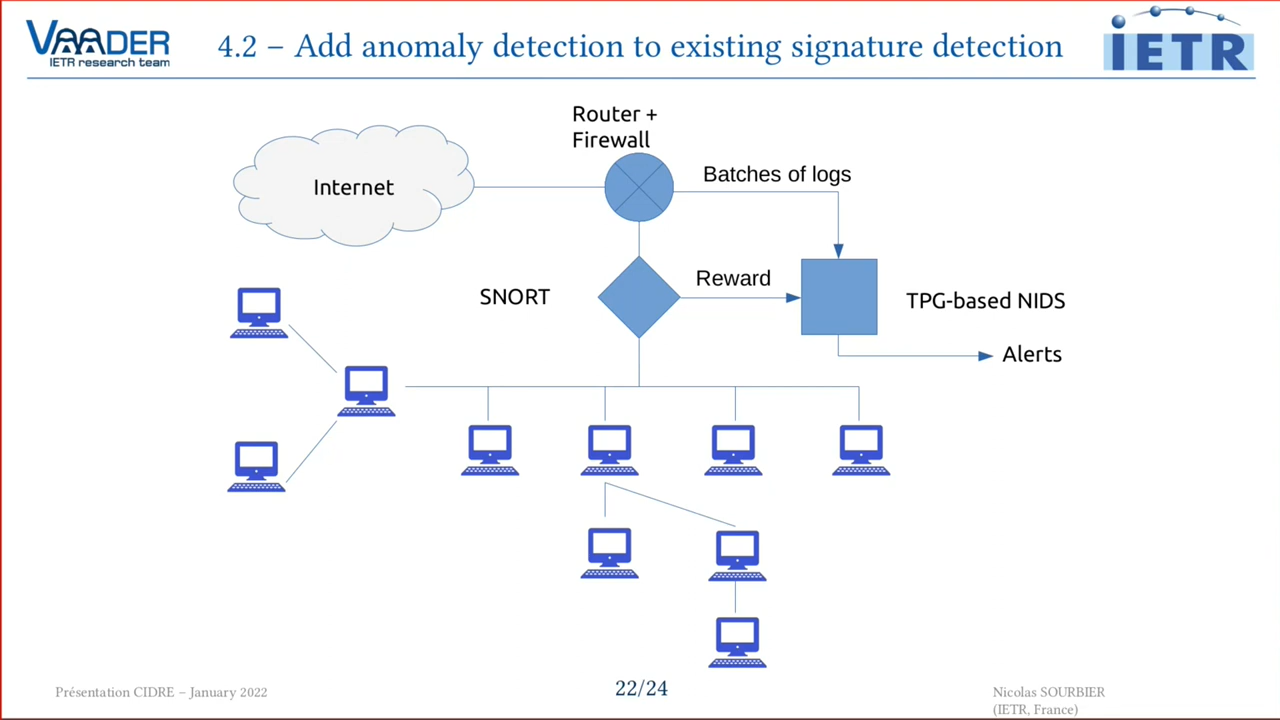 VAADER
IETR research team
4.2 – Add anomaly detection to existing signature detection
iETR
Router +
Firewall
Internet
Batches of logs
SNORT
Reward
TPG-based NIDS
Alerts
Présentation CIDRE – January 2022
22/24
Nicolas SOURBIER
(IETR, France)